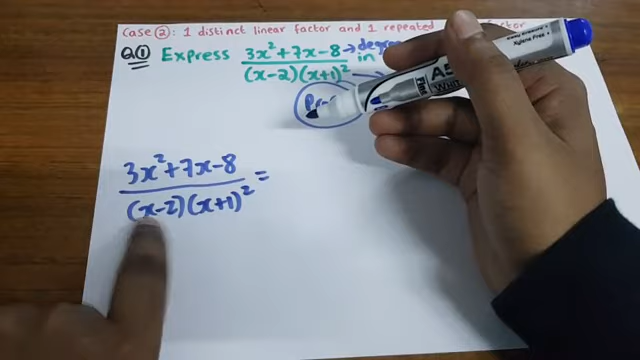 Case ②: 1 distinct linear factor and 1 repeated factor
Q① Express 3x²+7x-8 → degree
(x-2)(x+1)² → in
3x²+7x-8 =
(x-2)(x+1)²